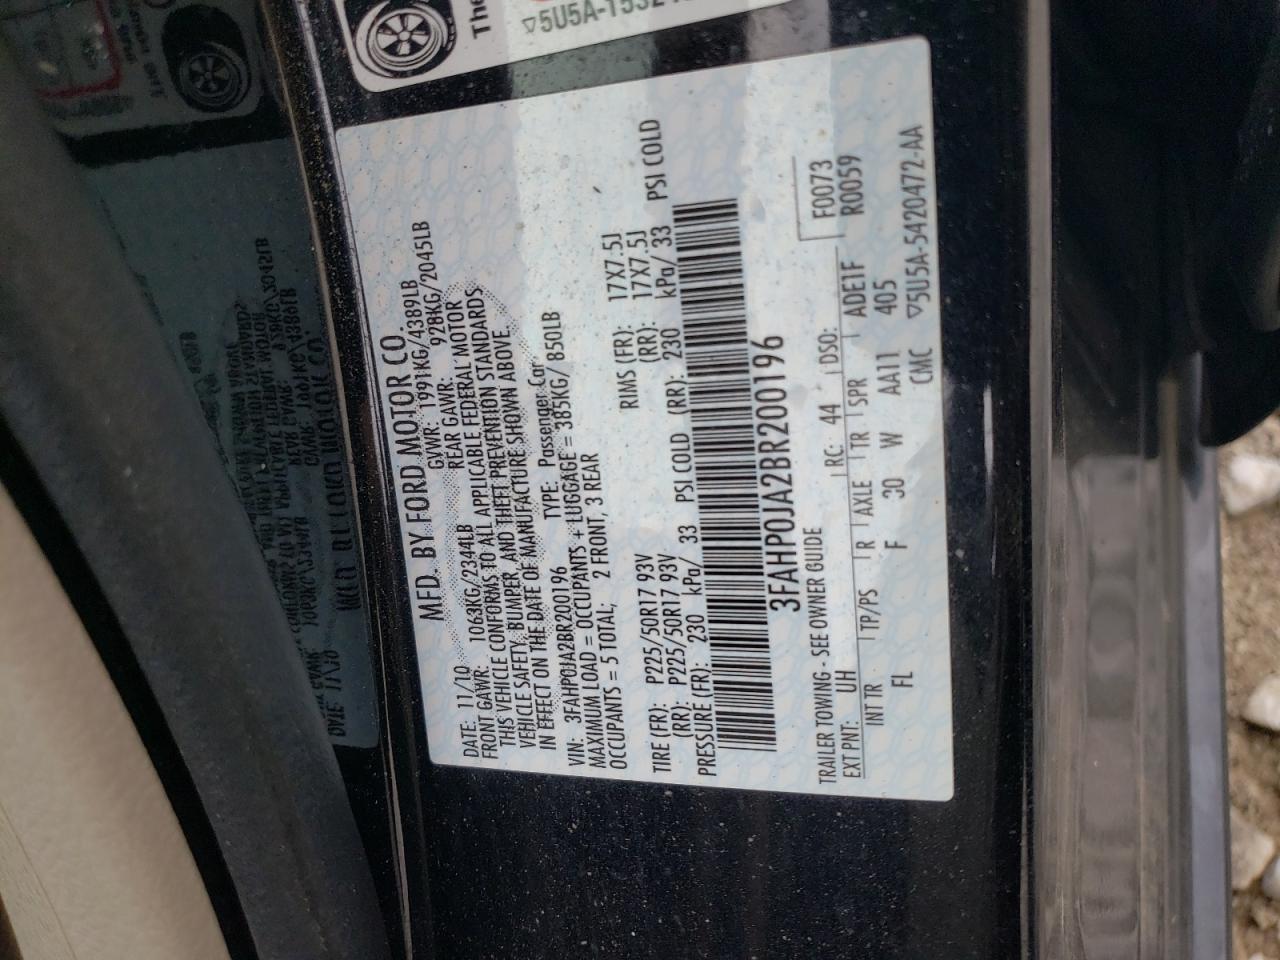 The
▽5U5A-15321
MFD. BY FORD MOTOR CO.
DATE: 11/10 GVWR: 1991KG/4389LB
FRONT GAWR: 1063KG/2344LB REAR GAWR: 928KG/2045LB
THIS VEHICLE CONFORMS TO ALL APPLICABLE FEDERAL MOTOR
VEHICLE SAFETY, BUMPER, AND THEFT PREVENTION STANDARDS
IN EFFECT ON THE DATE OF MANUFACTURE SHOWN ABOVE.
VIN: 3FAHP0JA2BR200196 TYPE: Passenger Car
MAXIMUM LOAD = OCCUPANTS + LUGGAGE = 385KG/ 850LB
OCCUPANTS = 5 TOTAL; 2 FRONT, 3 REAR
TIRE (FR): P225/50R17 93V RIMS (FR): 17X7.5J
(RR): P225/50R17 93V (RR): 17X7.5J
PRESSURE (FR): 230 kPa/ 33 PSI COLD (RR): 230 kPa/ 33 PSI COLD
3FAHP0JA2BR200196
TRAILER TOWING - SEE OWNER GUIDE F0073
EXT PNT: UH RC: 44 DSO: R0059
INT TR TP/PS R AXLE TR SPR ADE1F
FL F 30 W AA11 405
CMC ▽5U5A-5420472-AA